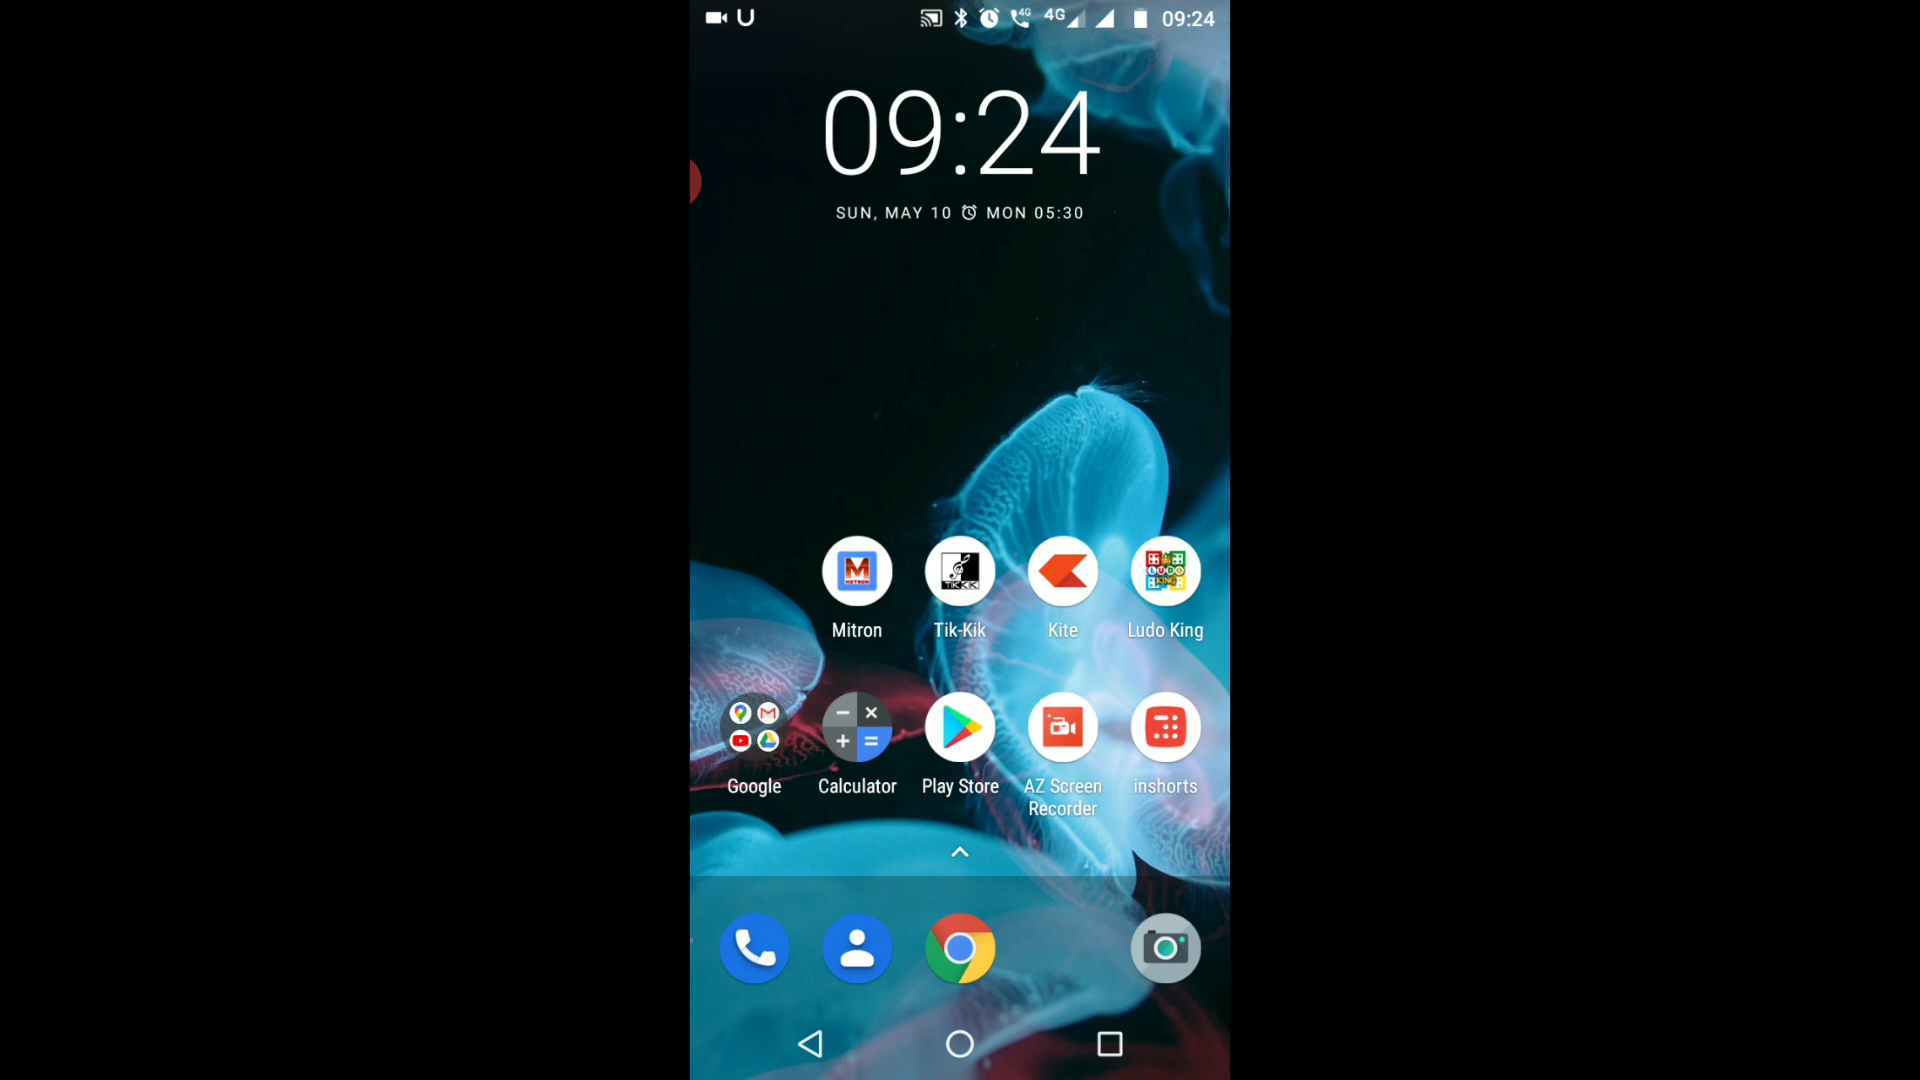 4G 4G 09:24
09:24
SUN, MAY 10 MON 05:30
Mitron Tik-Kik Kite Ludo King
Google Calculator Play Store AZ Screen Recorder inshorts